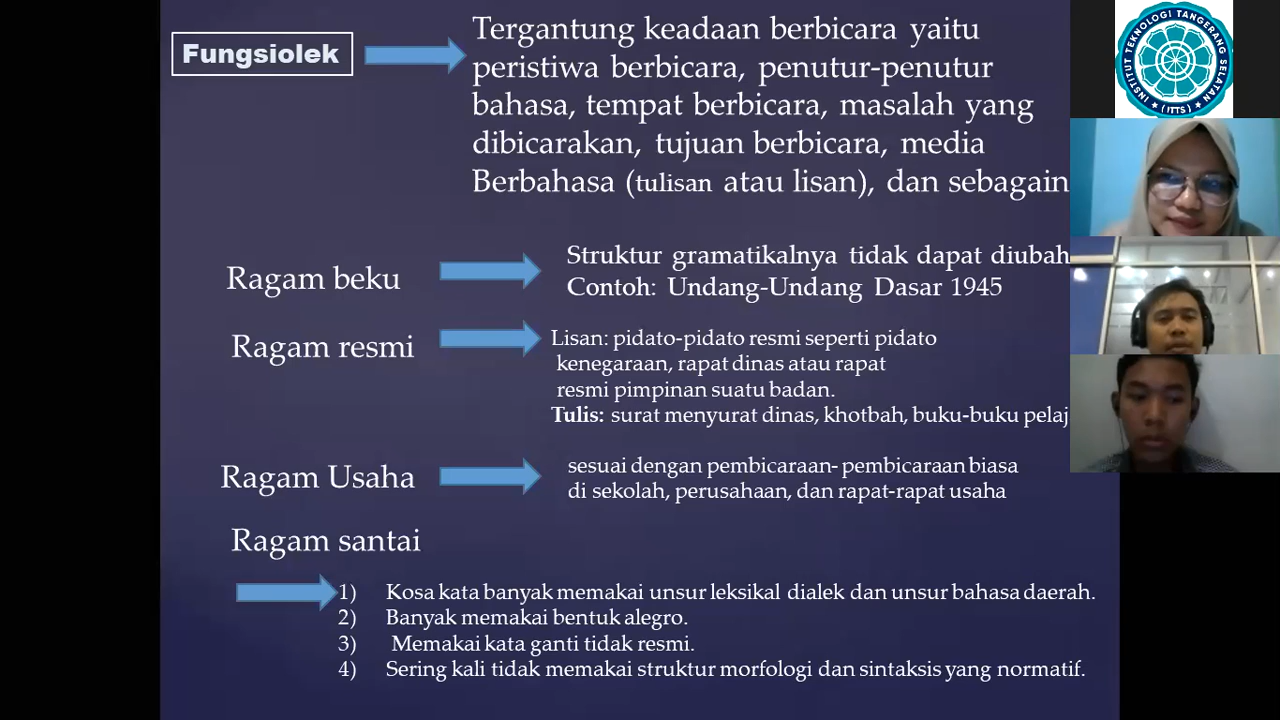 Fungsiolek
Tergantung keadaan berbicara yaitu
peristiwa berbicara, penutur-penutur
bahasa, tempat berbicara, masalah yang
dibicarakan, tujuan berbicara, media
Berbahasa (tulisan atau lisan), dan sebagain
Ragam beku
Struktur gramatikalnya tidak dapat diubah
Contoh: Undang-Undang Dasar 1945
Ragam resmi
Lisan: pidato-pidato resmi seperti pidato
kenegaraan, rapat dinas atau rapat
resmi pimpinan suatu badan.
Tulis: surat menyurat dinas, khotbah, buku-buku pelaj
Ragam Usaha
sesuai dengan pembicaraan- pembicaraan biasa
di sekolah, perusahaan, dan rapat-rapat usaha
Ragam santai
1) Kosa kata banyak memakai unsur leksikal dialek dan unsur bahasa daerah.
2) Banyak memakai bentuk alegro.
3) Memakai kata ganti tidak resmi.
4) Sering kali tidak memakai struktur morfologi dan sintaksis yang normatif.
INSTITUT TEKNOLOGI TANGERANG SELATAN
(ITTS)